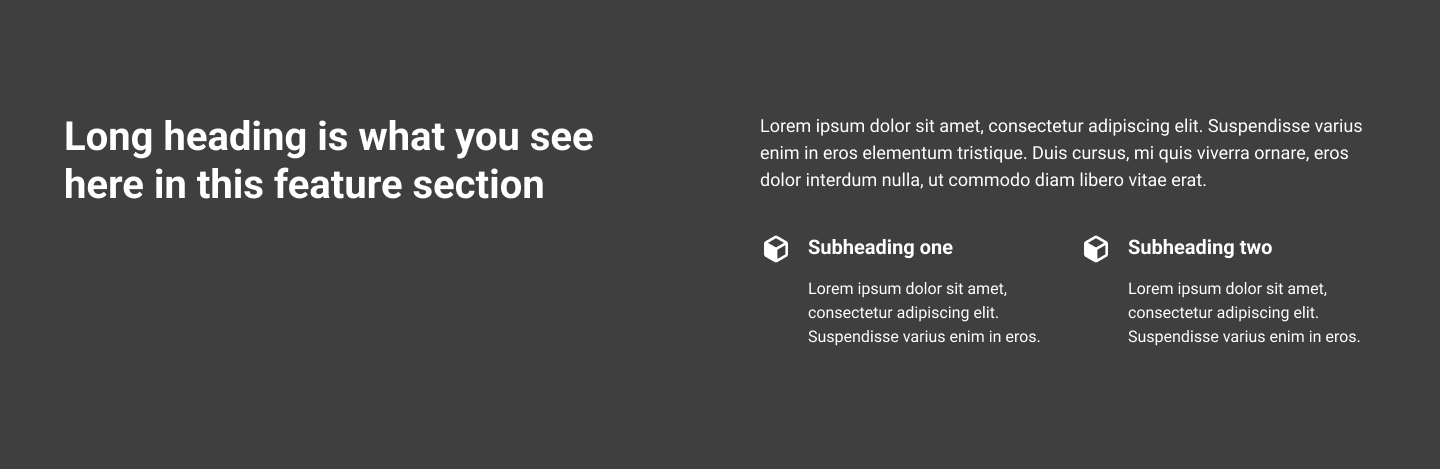 Long heading is what you see
here in this feature section
Lorem ipsum dolor sit amet, consectetur adipiscing elit. Suspendisse varius
enim in eros elementum tristique. Duis cursus, mi quis viverra ornare, eros
dolor interdum nulla, ut commodo diam libero vitae erat.
Subheading one
Lorem ipsum dolor sit amet,
consectetur adipiscing elit.
Suspendisse varius enim in eros.
Subheading two
Lorem ipsum dolor sit amet,
consectetur adipiscing elit.
Suspendisse varius enim in eros.